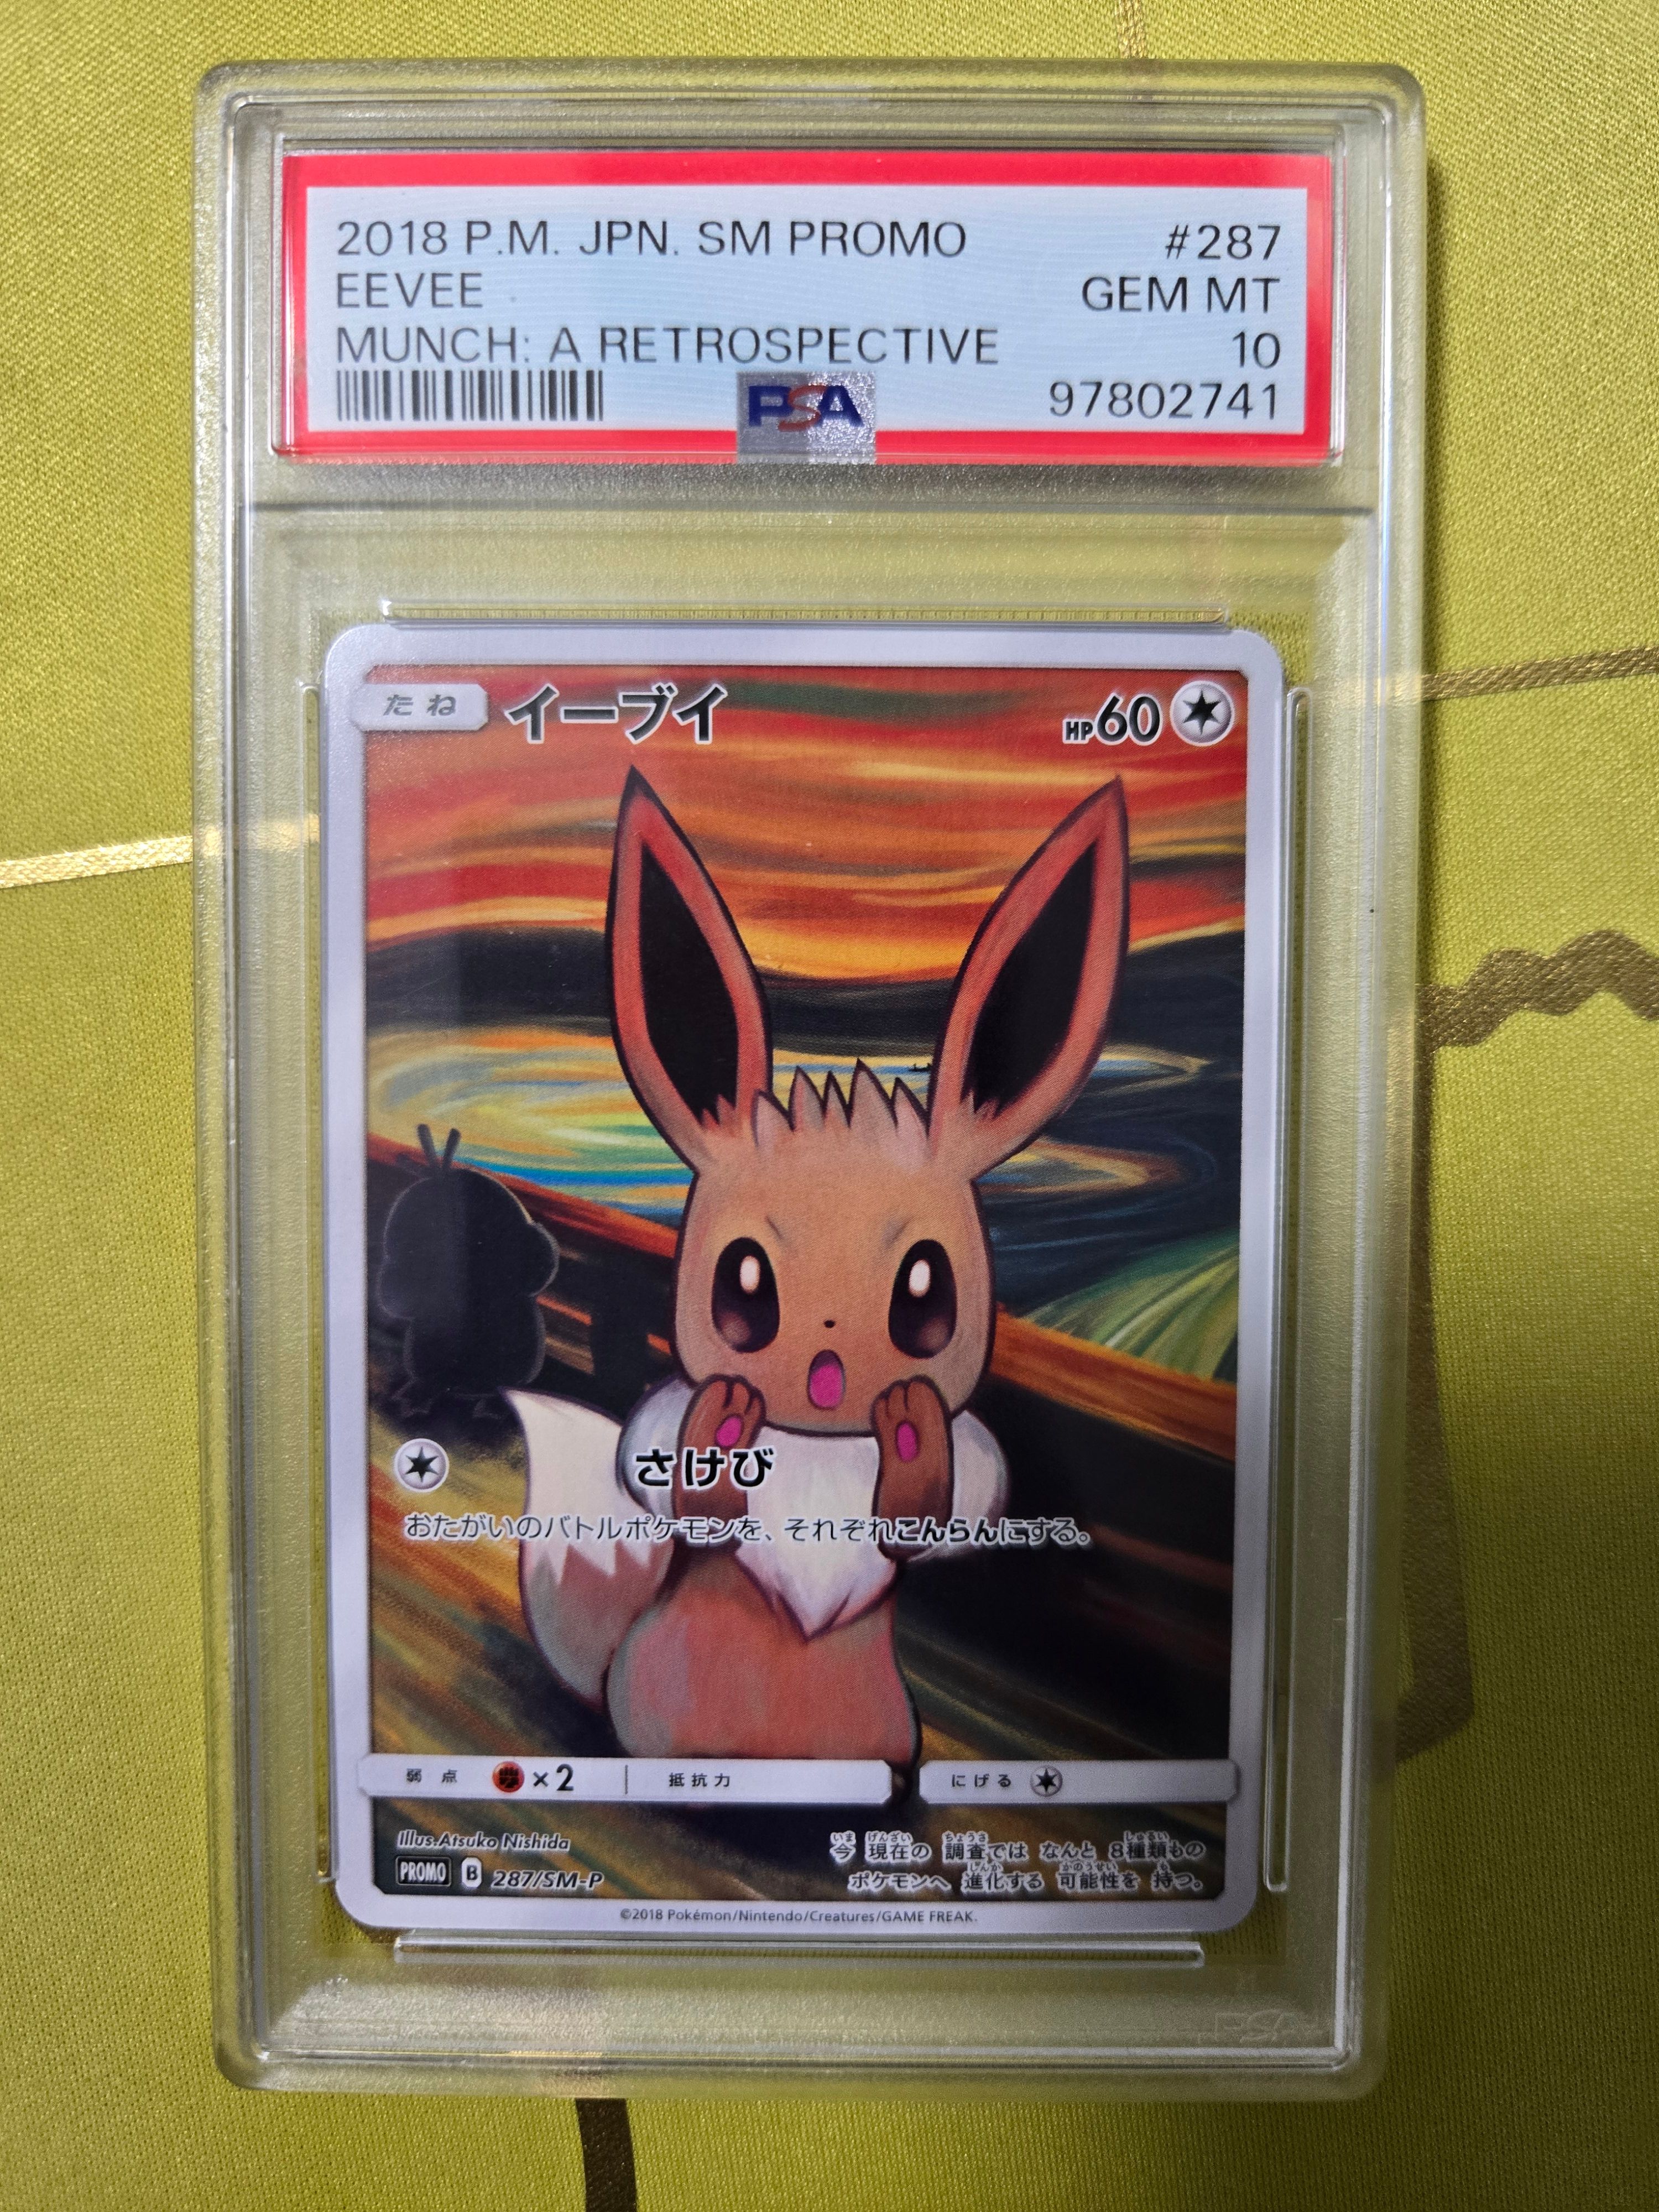 2018 P.M. JPN. SM PROMO #287
EEVEE GEM MT
MUNCH: A RETROSPECTIVE 10
PSA 97802741
たね イーブイ HP60
さけび
おたがいのバトルポケモンを、それぞれこんらんにする。
弱点 ×2 抵抗力 にげる
Illus.Atsuko Nishida
PROMO B 287/SM-P
今 現在の 調査では なんと 8種類もの
ポケモンへ 進化する 可能性を 持つ。
©2018 Pokémon/Nintendo/Creatures/GAME FREAK.
PSA